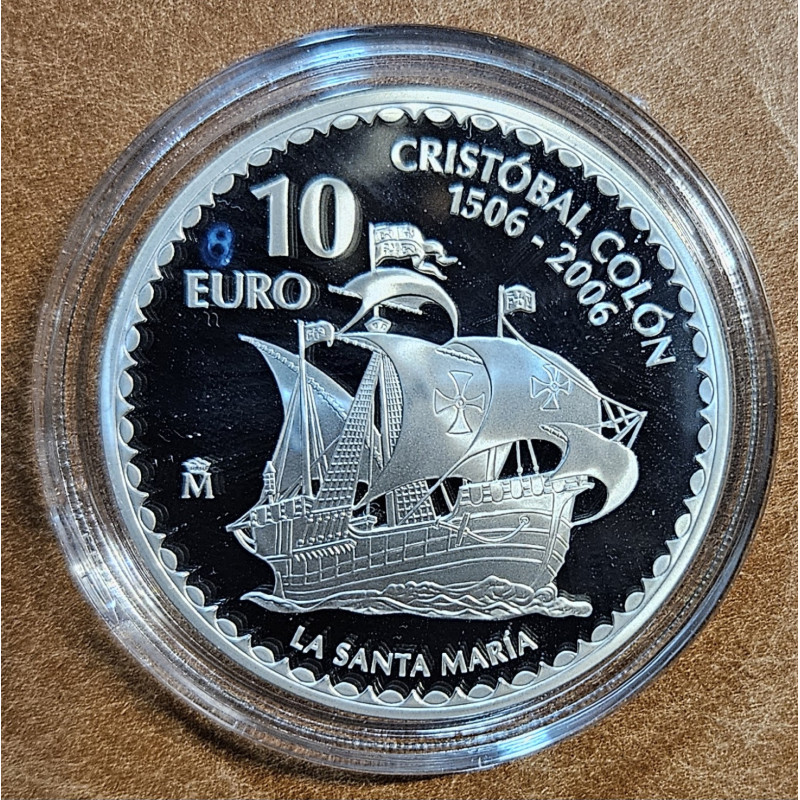 CRISTÓBAL COLÓN
1506 - 2006
10
EURO
M
LA SANTA MARÍA